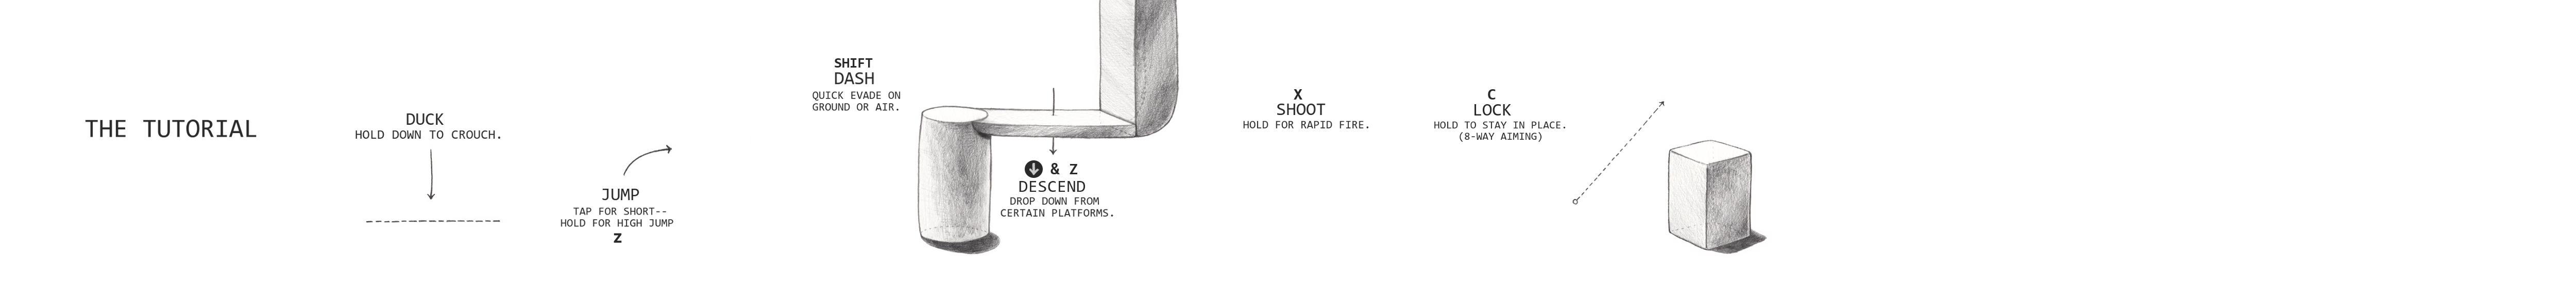 THE TUTORIAL
DUCK
HOLD DOWN TO CROUCH.
JUMP
TAP FOR SHORT--
HOLD FOR HIGH JUMP
Z
SHIFT
DASH
QUICK EVADE ON
GROUND OR AIR.
& Z
DESCEND
DROP DOWN FROM
CERTAIN PLATFORMS.
X
SHOOT
HOLD FOR RAPID FIRE.
C
LOCK
HOLD TO STAY IN PLACE.
(8-WAY AIMING)